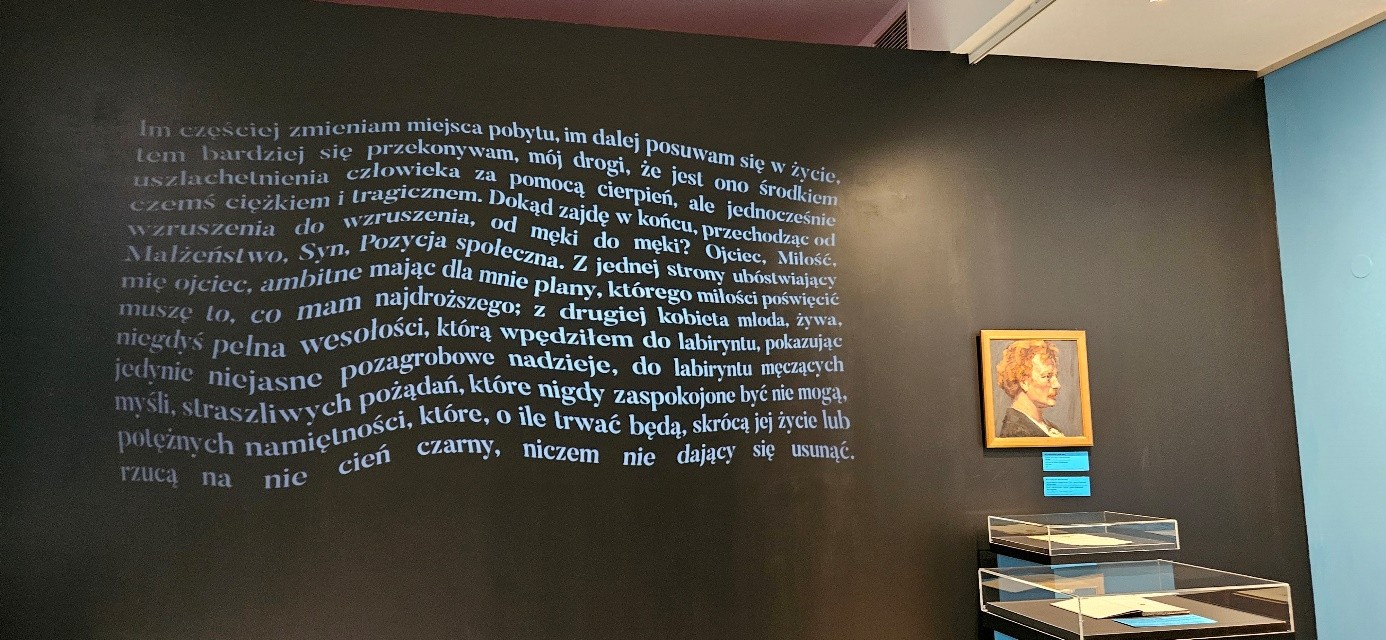 Im częściej zmieniam miejsca pobytu, im dalej posuwam się w życie,
tem bardziej się przekonywam, mój drogi, że jest ono środkiem
uszlachetnienia człowieka za pomocą cierpień, ale jednocześnie
czemś ciężkiem i tragicznem. Dokąd zajdę w końcu, przechodząc od
wzruszenia do wzruszenia, od męki do męki? Ojciec, Miłość,
Małżeństwo, Syn, Pozycja społeczna. Z jednej strony ubóstwiający
mię ojciec, ambitne mając dla mnie plany, którego miłości poświęcić
muszę to, co mam najdroższego; z drugiej kobieta młoda, żywa,
niegdyś pełna wesołości, którą wpędziłem do labiryntu, pokazując
jedynie niejasne pozagrobowe nadzieje, do labiryntu męczących
myśli, straszliwych pożądań, które nigdy zaspokojone być nie mogą,
potężnych namiętności, które, o ile trwać będą, skrócą jej życie lub
rzucą na nie cień czarny, niczem nie dający się usunąć.